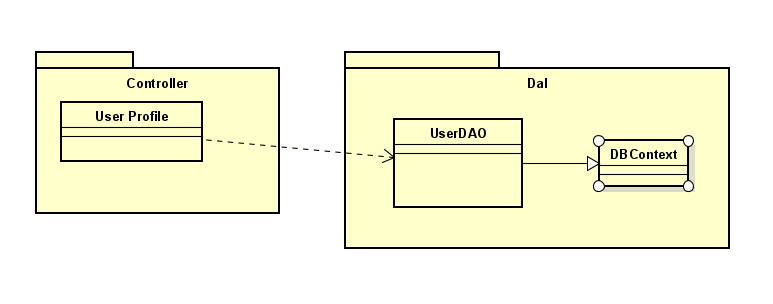 Controller
User Profile
Dal
UserDAO
DBContext